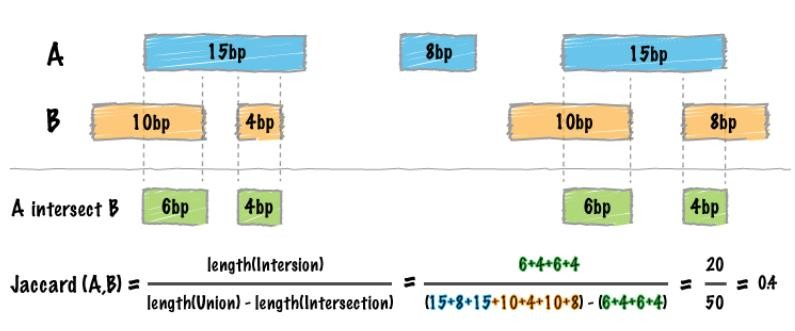 A 15bp 8bp 15bp
B 10bp 4bp 10bp 8bp
A intersect B 6bp 4bp 6bp 4bp
Jaccard (A,B) = length(Intersion) / length(Union) - length(Intersection) = 6+4+6+4 / (15+8+15+10+4+10+8) - (6+4+6+4) = 20 / 50 = 0.4